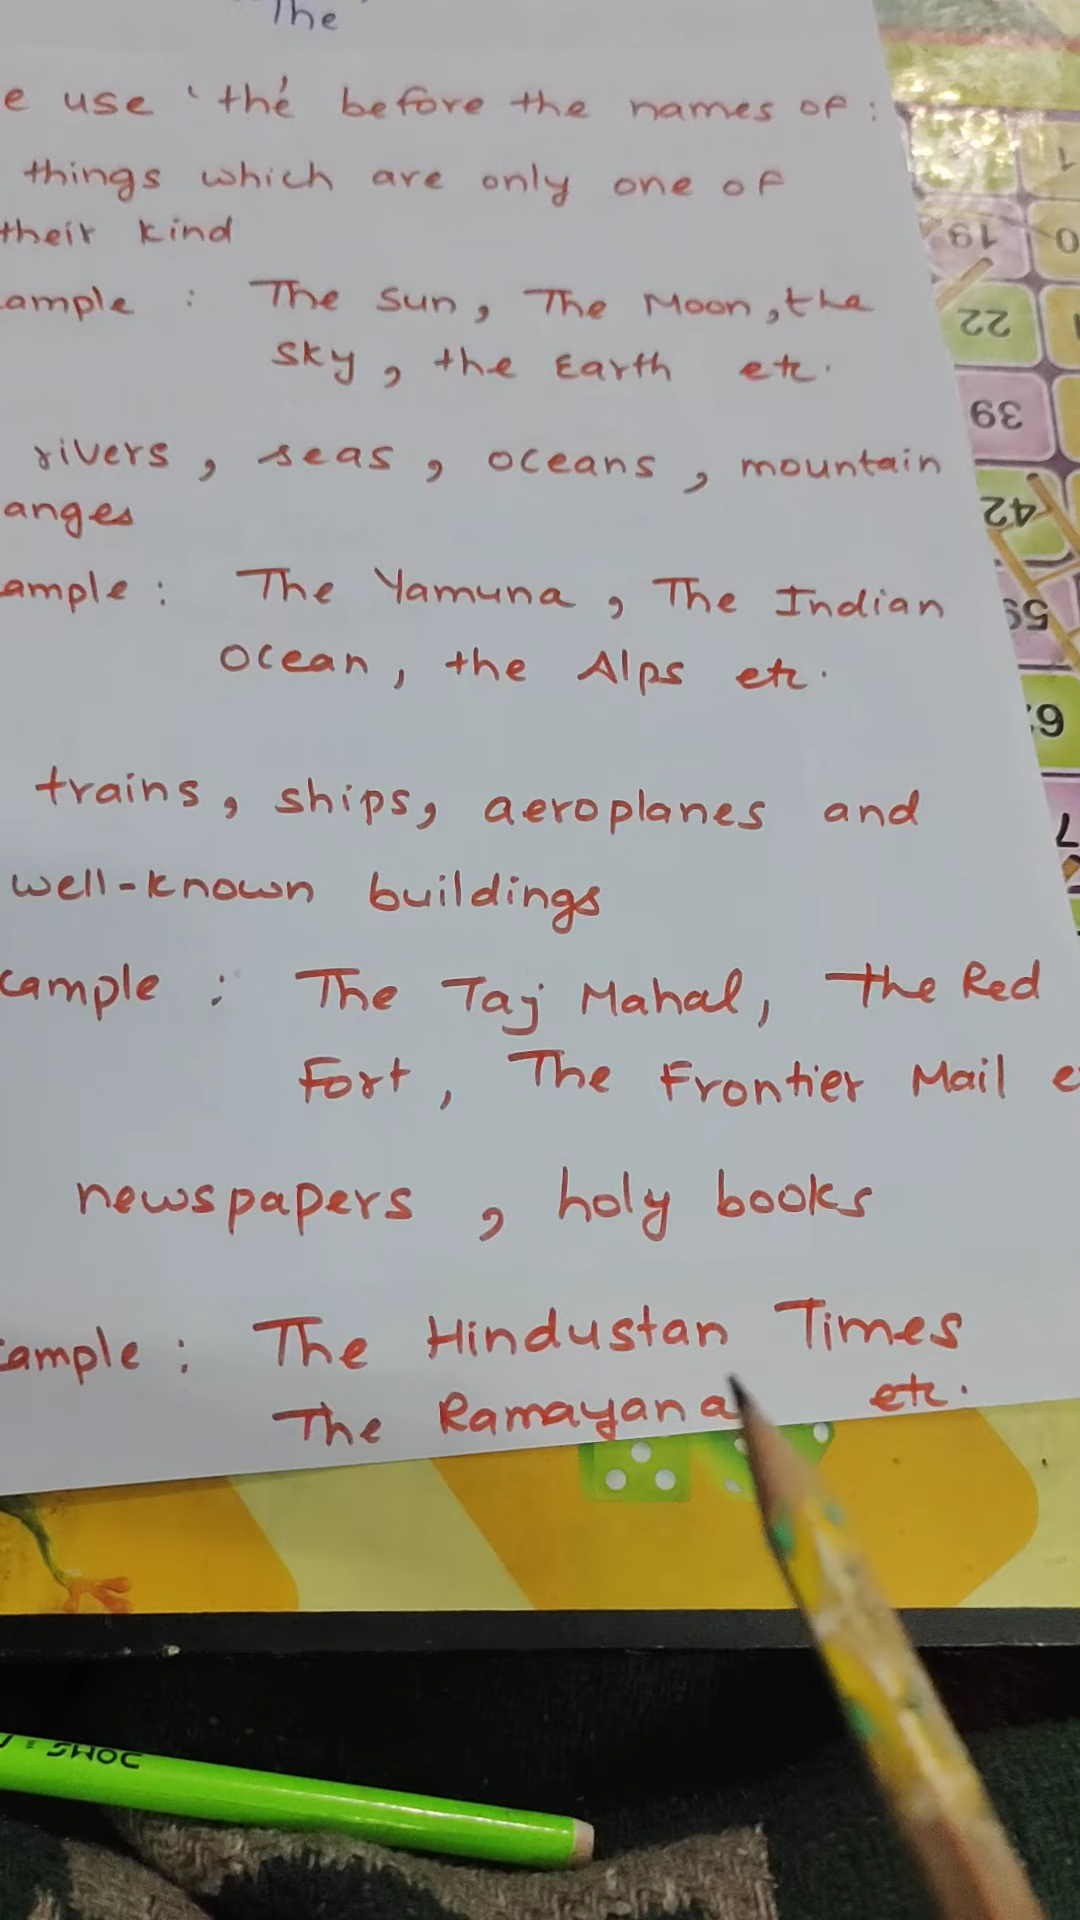 The
e use 'the' before the names of :
things which are only one of
their kind
ample : The Sun, The Moon, the
Sky, the Earth etc.
rivers, seas, oceans, mountain
anges
ample : The Yamuna, The Indian
Ocean, the Alps etc.
trains, ships, aeroplanes and
well-known buildings
cample : The Taj Mahal, the Red
Fort, The Frontier Mail e
newspapers, holy books
ample : The Hindustan Times
The Ramayana etc.
19
22
39
42
59
7
DOMS